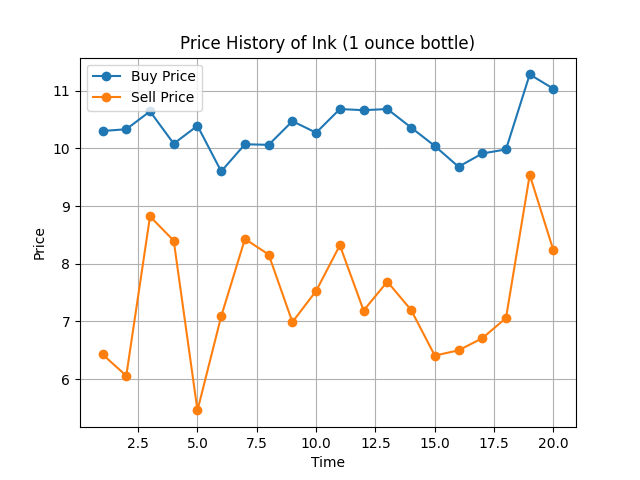 Price History of Ink (1 ounce bottle)
Buy Price
Sell Price
Price
11
10
9
8
7
6
2.5 5.0 7.5 10.0 12.5 15.0 17.5 20.0
Time